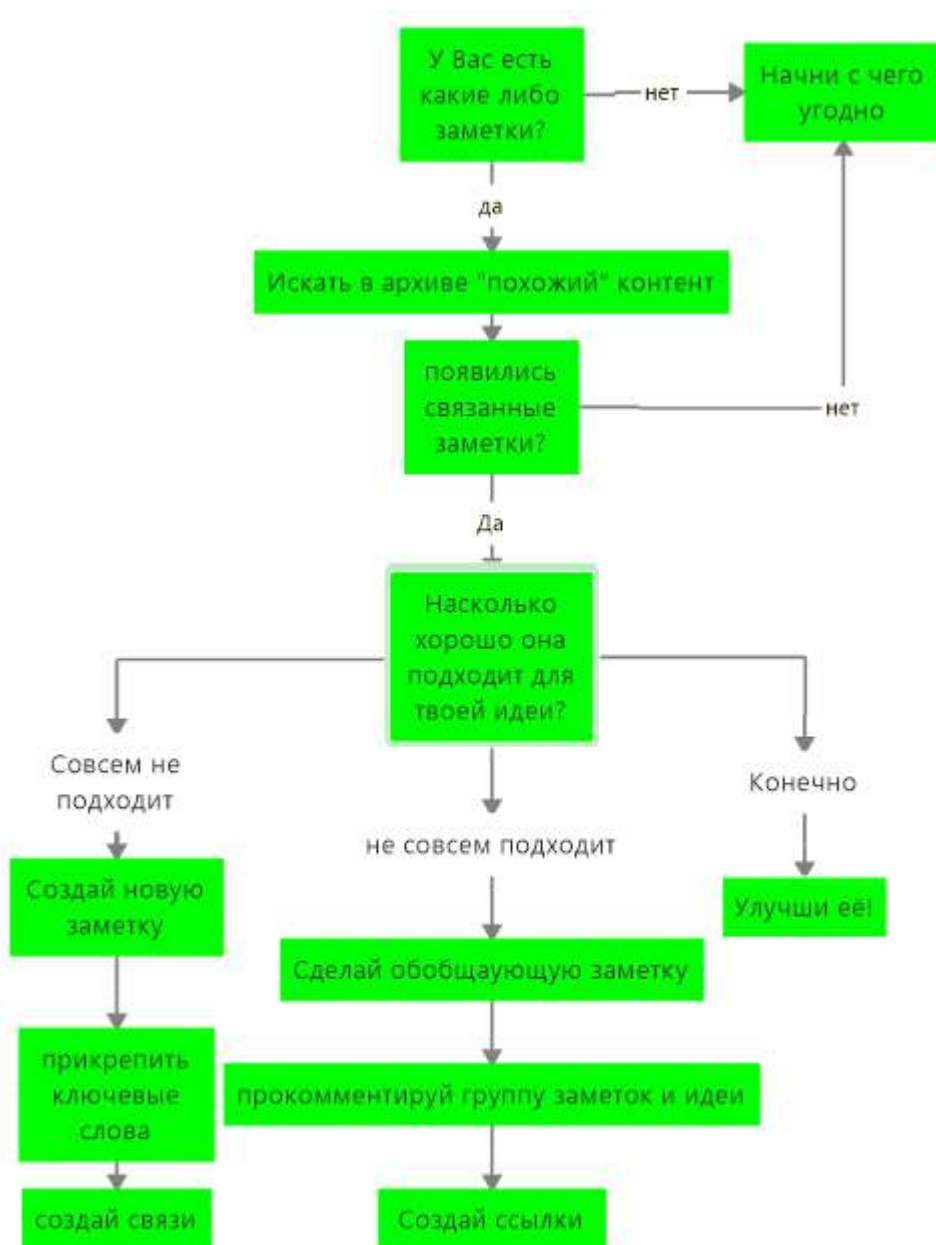 У Вас есть
какие либо
заметки?
нет
Начни с чего
угодно
да
Искать в архиве "похожий" контент
появились
связанные
заметки?
нет
Да
Насколько
хорошо она
подходит для
твоей идеи?
Совсем не
подходит
не совсем подходит
Конечно
Создай новую
заметку
Улучши её!
Сделай обобщаующую заметку
прикрепить
ключевые
слова
прокомментируй группу заметок и идеи
создай связи
Создай ссылки